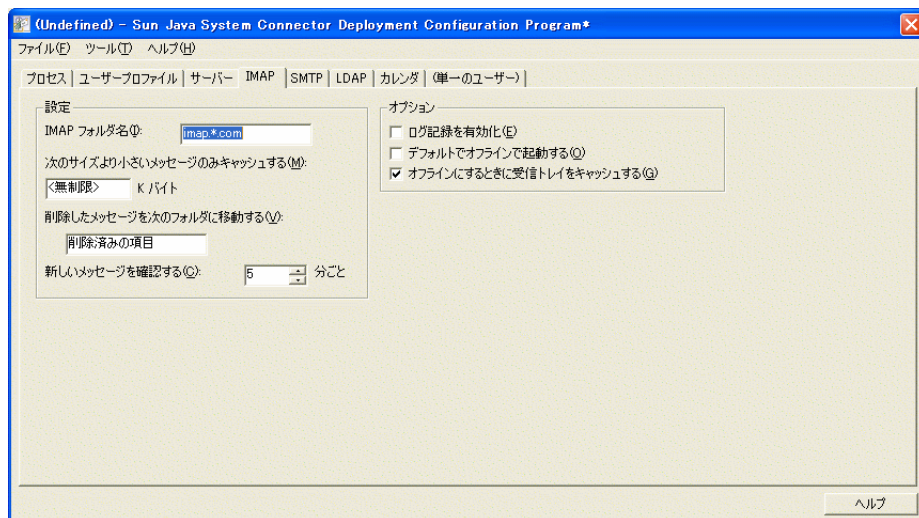 (Undefined) - Sun Java System Connector Deployment Configuration Program*
ファイル(F) ツール(T) ヘルプ(H)
プロセス ユーザープロファイル サーバー IMAP SMTP LDAP カレンダ (単一のユーザー)
設定
IMAP フォルダ名(I):
imap.*.com
次のサイズより小さいメッセージのみキャッシュする(M):
<無制限> K バイト
削除したメッセージを次のフォルダに移動する(V):
削除済みの項目
新しいメッセージを確認する(C): 5 分ごと
オプション
ログ記録を有効化(E)
デフォルトでオフラインで起動する(O)
オフラインにするときに受信トレイをキャッシュする(G)
ヘルプ